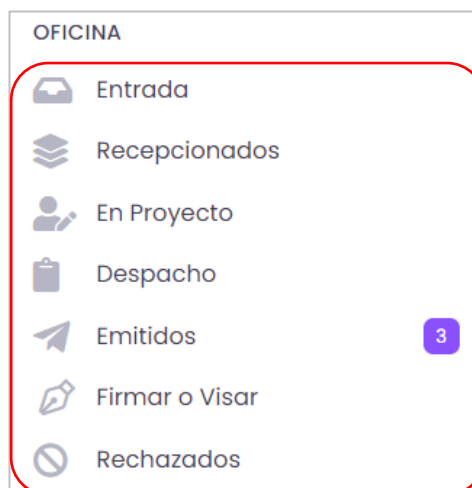 OFICINA
Entrada
Recepcionados
En Proyecto
Despacho
Emitidos 3
Firmar o Visar
Rechazados